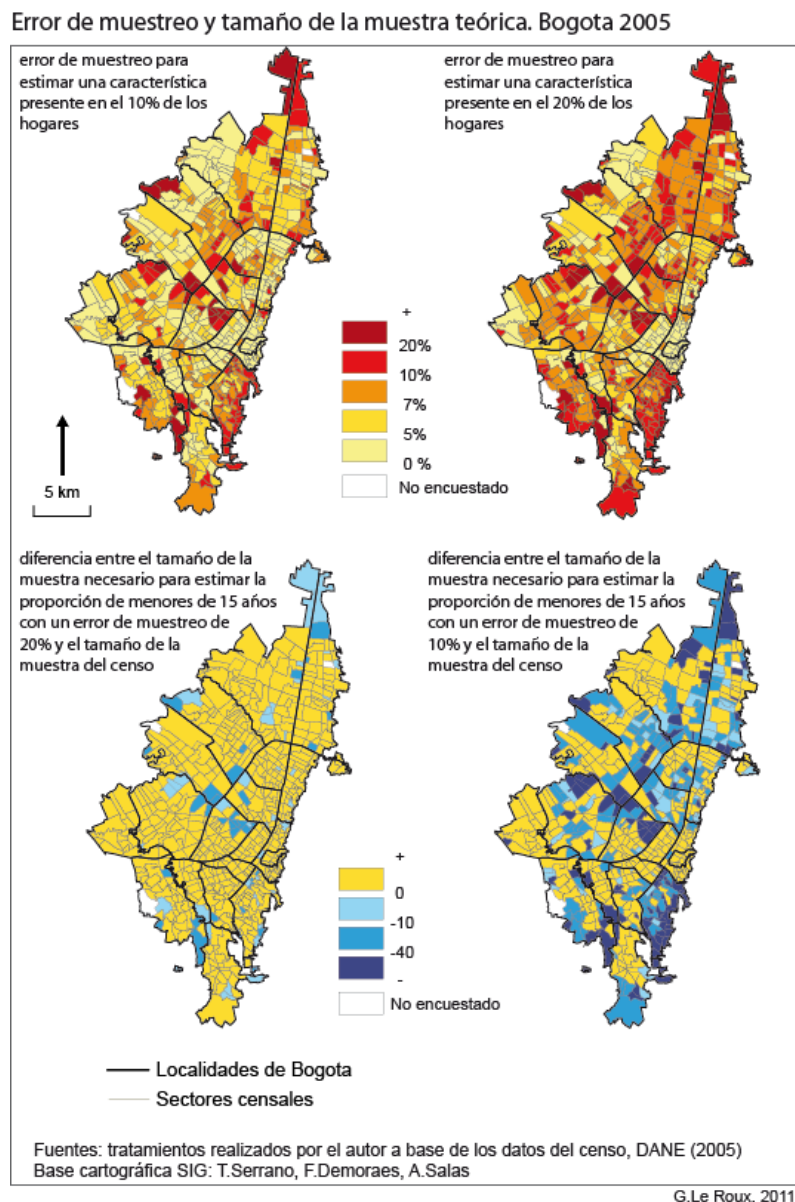 Error de muestreo y tamaño de la muestra teórica. Bogota 2005
error de muestreo para
estimar una característica
presente en el 10% de los
hogares
error de muestreo para
estimar una característica
presente en el 20% de los
hogares
+
20%
10%
7%
5%
0 %
No encuestado
5 km
diferencia entre el tamaño de la
muestra necesario para estimar la
proporción de menores de 15 años
con un error de muestreo de
20% y el tamaño de la
muestra del censo
diferencia entre el tamaño de la
muestra necesario para estimar la
proporción de menores de 15 años
con un error de muestreo de
10% y el tamaño de la
muestra del censo
+
0
-10
-40
-
No encuestado
Localidades de Bogota
Sectores censales
Fuentes: tratamientos realizados por el autor a base de los datos del censo, DANE (2005)
Base cartográfica SIG: T.Serrano, F.Demoraes, A.Salas
G.Le Roux, 2011